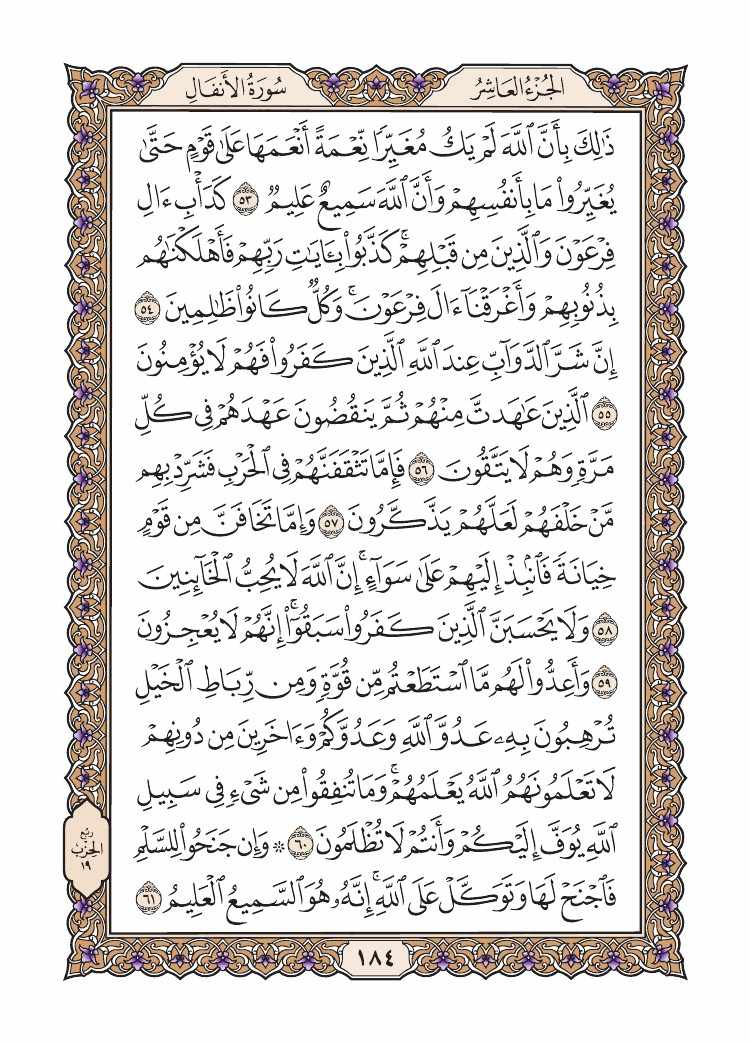 الجُزْءُ العَاشِرُ
سُورَةُ الأَنفَالِ
ذَٰلِكَ بِأَنَّ ٱللَّهَ لَمْ يَكُ مُغَيِّرًا نِّعْمَةً أَنْعَمَهَا عَلَىٰ قَوْمٍ حَتَّىٰ
يُغَيِّرُوا۟ مَا بِأَنفُسِهِمْ وَأَنَّ ٱللَّهَ سَمِيعٌ عَلِيمٌ ٥٣ كَدَأْبِ ءَالِ
فِرْعَوْنَ وَٱلَّذِينَ مِن قَبْلِهِمْ ۚ كَذَّبُوا۟ بِـَٔايَـٰتِ رَبِّهِمْ فَأَهْلَكْنَـٰهُم
بِذُنُوبِهِمْ وَأَغْرَقْنَآ ءَالَ فِرْعَوْنَ ۚ وَكُلٌّ كَانُوا۟ ظَـٰلِمِينَ ٥٤
إِنَّ شَرَّ ٱلدَّوَآبِّ عِندَ ٱللَّهِ ٱلَّذِينَ كَفَرُوا۟ فَهُمْ لَا يُؤْمِنُونَ
٥٥ ٱلَّذِينَ عَـٰهَدتَّ مِنْهُمْ ثُمَّ يَنقُضُونَ عَهْدَهُمْ فِى كُلِّ
مَرَّةٍ وَهُمْ لَا يَتَّقُونَ ٥٦ فَإِمَّا تَثْقَفَنَّهُمْ فِى ٱلْحَرْبِ فَشَرِّدْ بِهِم
مَّنْ خَلْفَهُمْ لَعَلَّهُمْ يَذَّكَّرُونَ ٥٧ وَإِمَّا تَخَافَنَّ مِن قَوْمٍ
خِيَانَةً فَٱنۢبِذْ إِلَيْهِمْ عَلَىٰ سَوَآءٍ ۚ إِنَّ ٱللَّهَ لَا يُحِبُّ ٱلْخَآئِنِينَ
٥٨ وَلَا يَحْسَبَنَّ ٱلَّذِينَ كَفَرُوا۟ سَبَقُوٓا۟ ۚ إِنَّهُمْ لَا يُعْجِزُونَ
٥٩ وَأَعِدُّوا۟ لَهُم مَّا ٱسْتَطَعْتُم مِّن قُوَّةٍ وَمِن رِّبَاطِ ٱلْخَيْلِ
تُرْهِبُونَ بِهِۦ عَدُوَّ ٱللَّهِ وَعَدُوَّكُمْ وَءَاخَرِينَ مِن دُونِهِمْ
لَا تَعْلَمُونَهُمُ ٱللَّهُ يَعْلَمُهُمْ ۚ وَمَا تُنفِقُوا۟ مِن شَىْءٍ فِى سَبِيلِ
ٱللَّهِ يُوَفَّ إِلَيْكُمْ وَأَنتُمْ لَا تُظْلَمُونَ ٦٠ ۞ وَإِن جَنَحُوا۟ لِلسَّلْمِ
فَٱجْنَحْ لَهَا وَتَوَكَّلْ عَلَى ٱللَّهِ ۚ إِنَّهُۥ هُوَ ٱلسَّمِيعُ ٱلْعَلِيمُ ٦١
ربع
الحزب
١٩
١٨٤